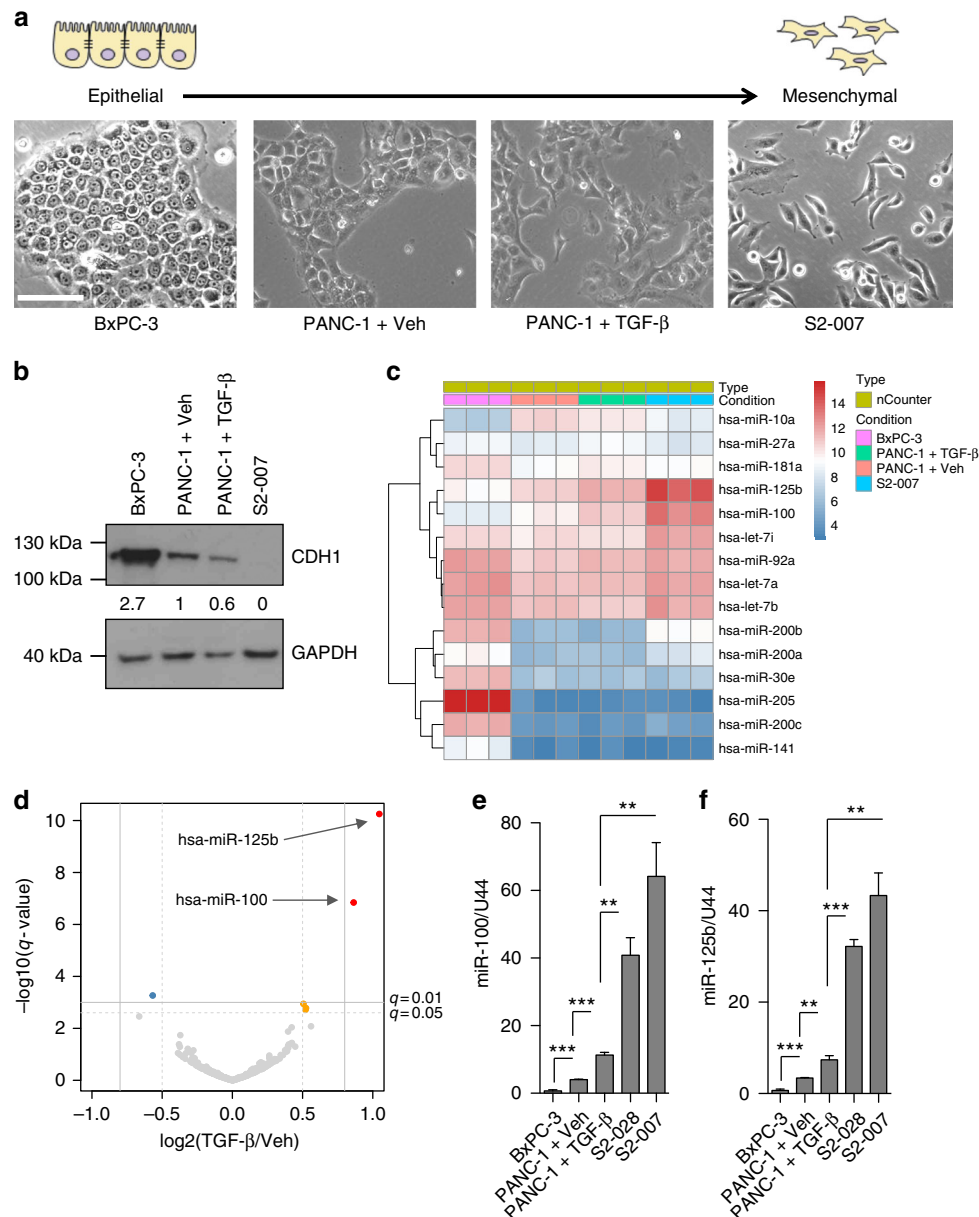 a
Epithelial
Mesenchymal
BxPC-3
PANC-1 + Veh
PANC-1 + TGF-β
S2-007
b
BxPC-3
PANC-1 + Veh
PANC-1 + TGF-β
S2-007
130 kDa
100 kDa
CDH1
2.7 1 0.6 0
40 kDa
GAPDH
c
Type
Condition
hsa-miR-10a
hsa-miR-27a
hsa-miR-181a
hsa-miR-125b
hsa-miR-100
hsa-let-7i
hsa-miR-92a
hsa-let-7a
hsa-let-7b
hsa-miR-200b
hsa-miR-200a
hsa-miR-30e
hsa-miR-205
hsa-miR-200c
hsa-miR-141
14
12
10
8
6
4
Type
nCounter
Condition
BxPC-3
PANC-1 + TGF-β
PANC-1 + Veh
S2-007
d
–log10(q-value)
10
8
6
4
2
0
hsa-miR-125b
hsa-miR-100
q=0.01
q=0.05
–1.0 –0.5 0.0 0.5 1.0
log2(TGF-β/Veh)
e
miR-100/U44
80
60
40
20
0
***
***
**
**
BxPC-3
PANC-1 + Veh
PANC-1 + TGF-β
S2-028
S2-007
f
miR-125b/U44
60
40
20
0
***
**
***
**
BxPC-3
PANC-1 + Veh
PANC-1 + TGF-β
S2-028
S2-007